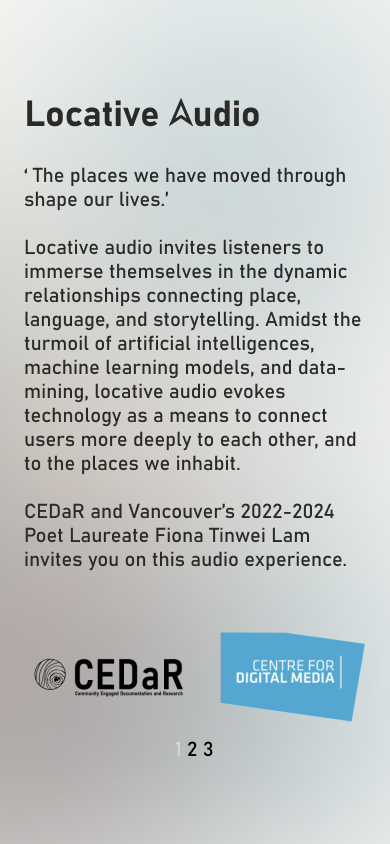 Locative Audio
‘ The places we have moved through
shape our lives.’
Locative audio invites listeners to
immerse themselves in the dynamic
relationships connecting place,
language, and storytelling. Amidst the
turmoil of artificial intelligences,
machine learning models, and data-
mining, locative audio evokes
technology as a means to connect
users more deeply to each other, and
to the places we inhabit.
CEDaR and Vancouver’s 2022-2024
Poet Laureate Fiona Tinwei Lam
invites you on this audio experience.
CEDaR
Community Engaged Documentation and Research
CENTRE FOR
DIGITAL MEDIA
1 2 3